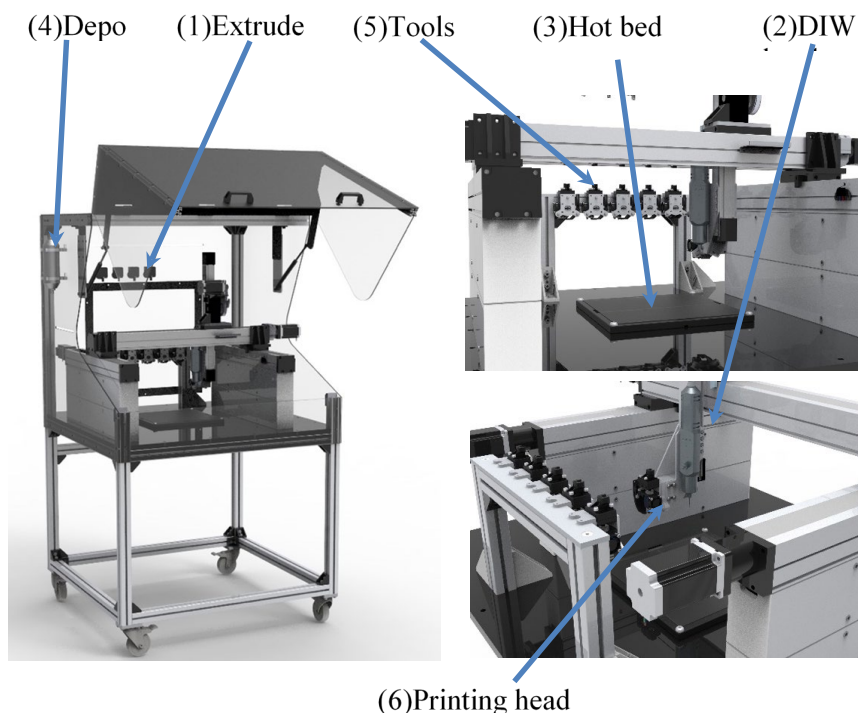 (4)Depo (1)Extrude (5)Tools (3)Hot bed (2)DIW
(6)Printing head